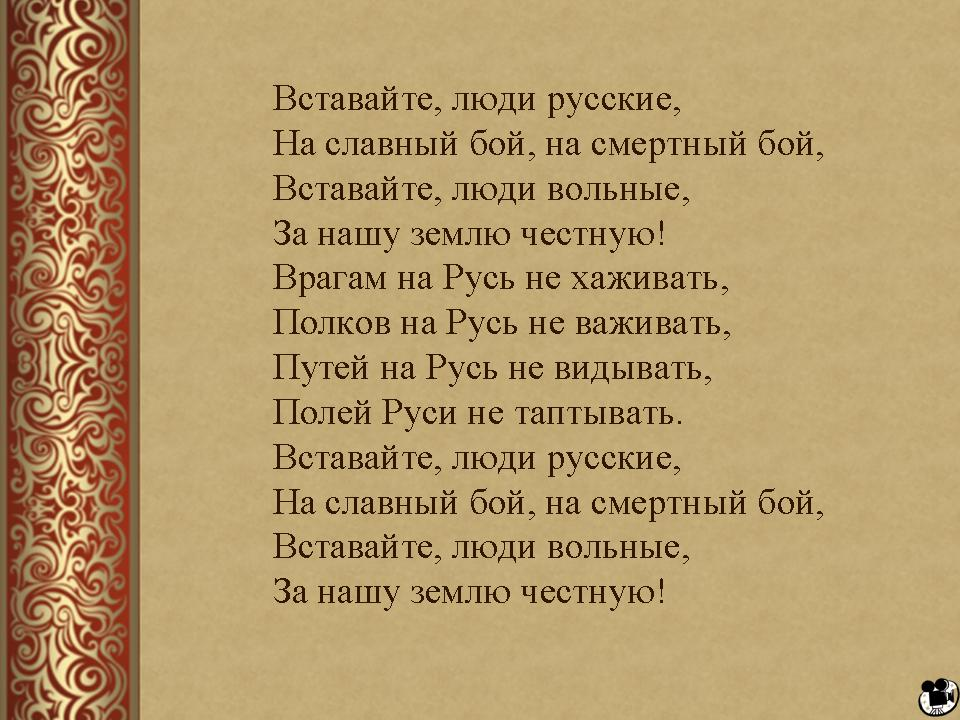 Вставайте, люди русские,
На славный бой, на смертный бой,
Вставайте, люди вольные,
За нашу землю честную!
Врагам на Русь не хаживать,
Полков на Русь не важивать,
Путей на Русь не видывать,
Полей Руси не таптывать.
Вставайте, люди русские,
На славный бой, на смертный бой,
Вставайте, люди вольные,
За нашу землю честную!